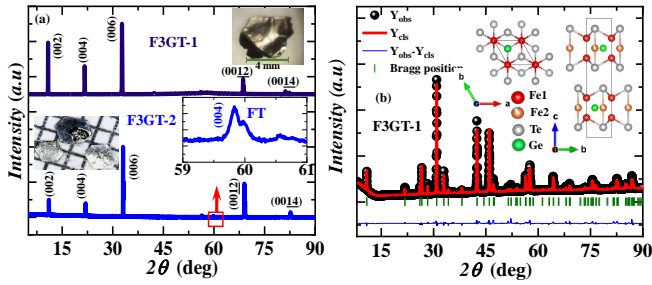 (a)
(002)
(004)
(006)
F3GT-1
4 mm
(0012)
(0014)
F3GT-2
(004)
FT
59 60 61
(002)
(004)
(006)
(0012)
(0014)
Intensity (a.u)
15 30 45 60 75 90
2θ (deg)
Y_obs
Y_cls
Y_obs-Y_cls
Bragg position
(b)
F3GT-1
b
a
Fe1
Fe2
Te
Ge
c
a
b
Intensity (a.u)
15 30 45 60 75 90
2θ (deg)